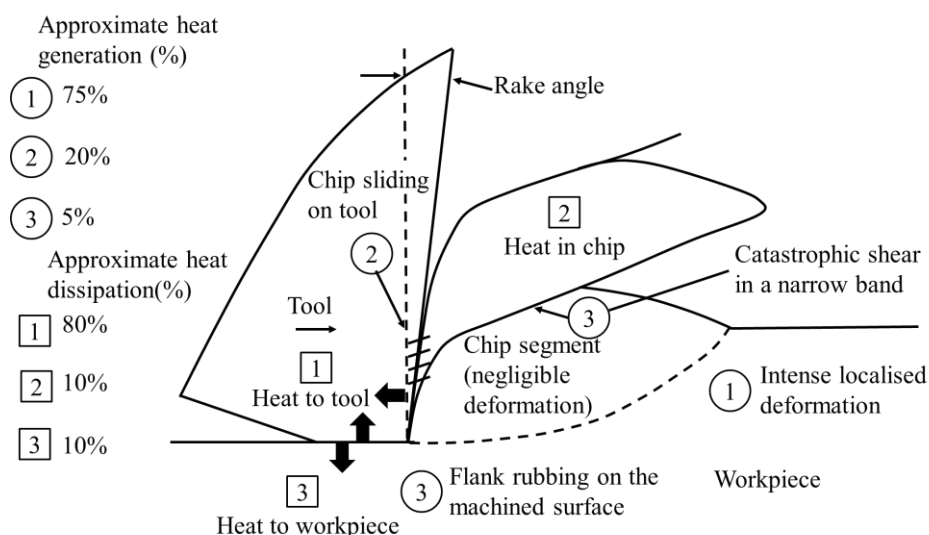 Approximate heat
generation (%)
1 75%
2 20%
3 5%
Approximate heat
dissipation(%)
1 80%
2 10%
3 10%
Rake angle
Chip sliding
on tool
2
Tool
1
Heat to tool
2
Heat in chip
Catastrophic shear
in a narrow band
3
Chip segment
(negligible
deformation)
1 Intense localised
deformation
3
Heat to workpiece
3 Flank rubbing on the
machined surface
Workpiece